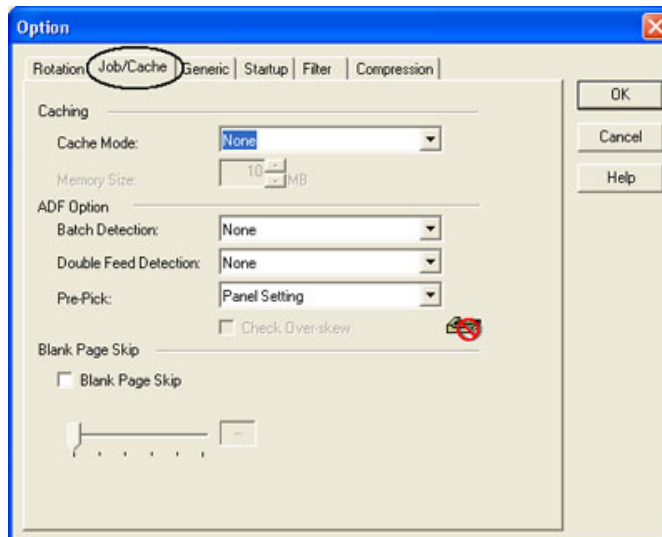 Option
Rotation Job/Cache Generic Startup Filter Compression
OK
Cancel
Help
Caching
Cache Mode: None
Memory Size: 10 MB
ADF Option
Batch Detection: None
Double Feed Detection: None
Pre-Pick: Panel Setting
Check Over-skew
Blank Page Skip
Blank Page Skip
--